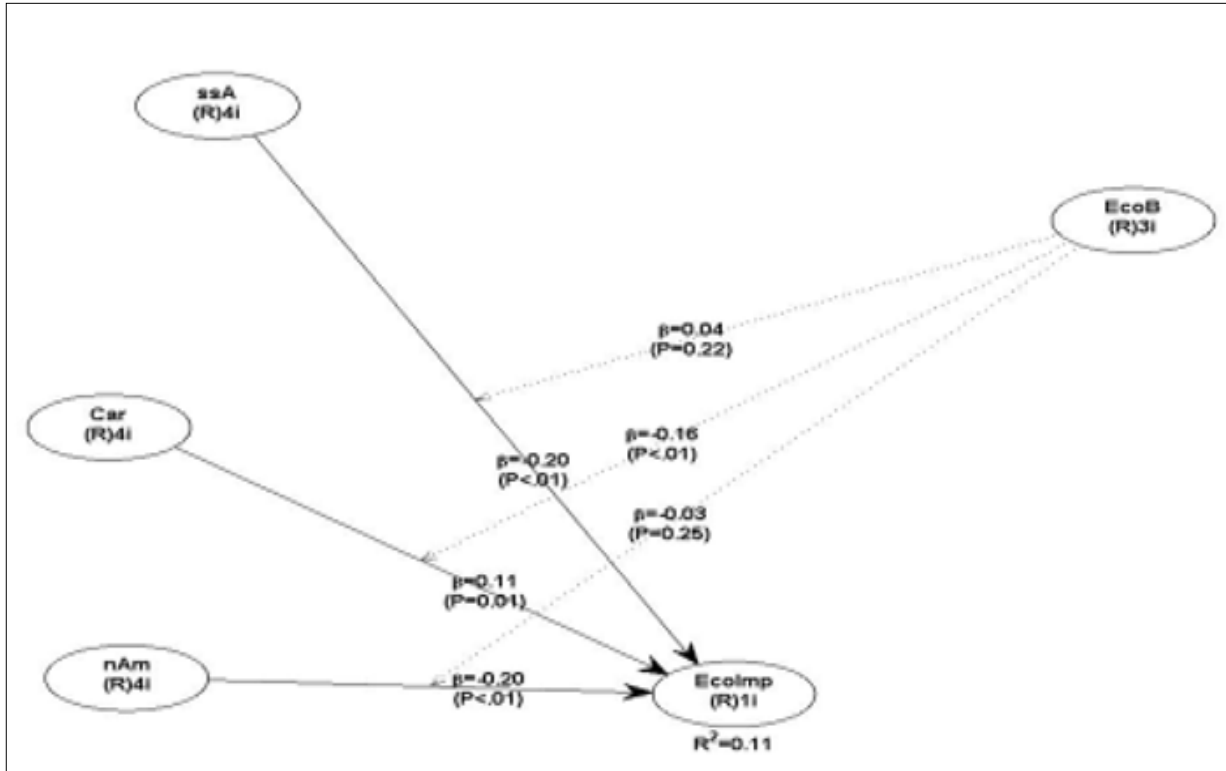 ssA
(R)4i
EcoB
(R)3i
β=0.04
(P=0.22)
Car
(R)4i
β=-0.16
(P<.01)
β=-0.20
(P<.01)
β=-0.03
(P=0.25)
β=0.11
(P=0.01)
nAm
(R)4i
β=-0.20
(P<.01)
EcoImp
(R)1i
R²=0.11